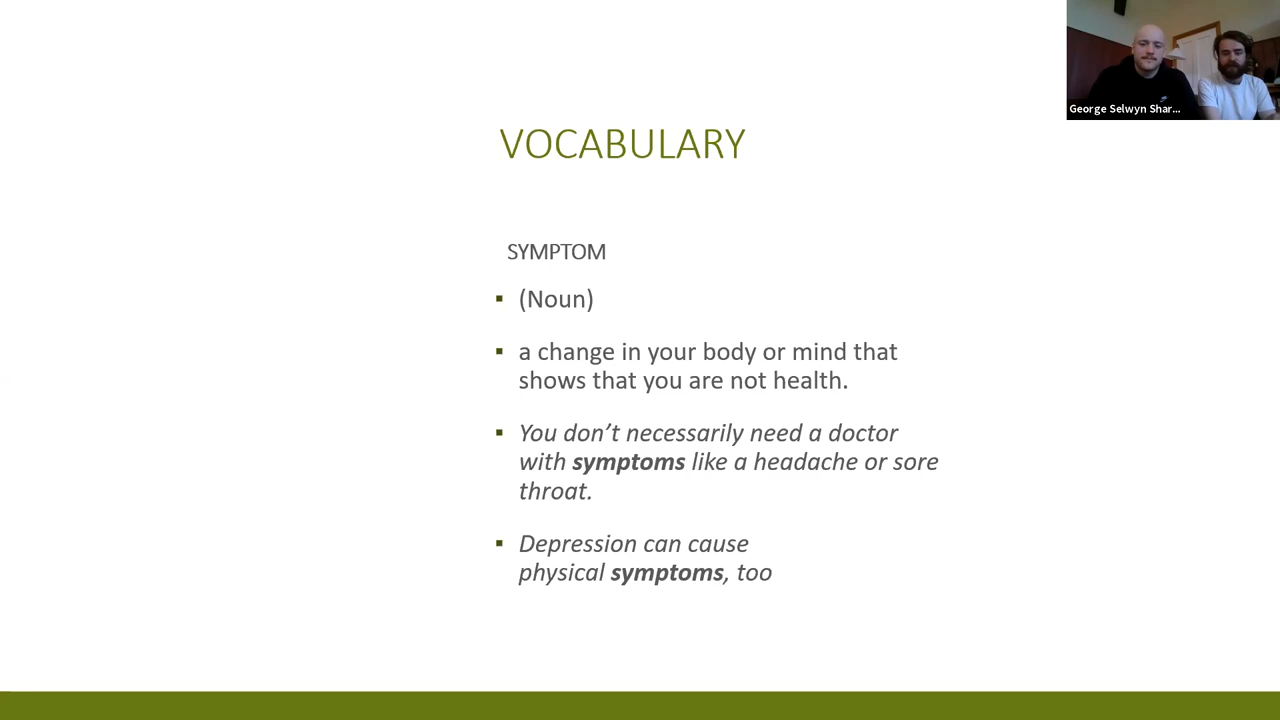 George Selwyn Shar...
VOCABULARY
SYMPTOM
▪ (Noun)
▪ a change in your body or mind that
shows that you are not health.
▪ You don’t necessarily need a doctor
with symptoms like a headache or sore
throat.
▪ Depression can cause
physical symptoms, too